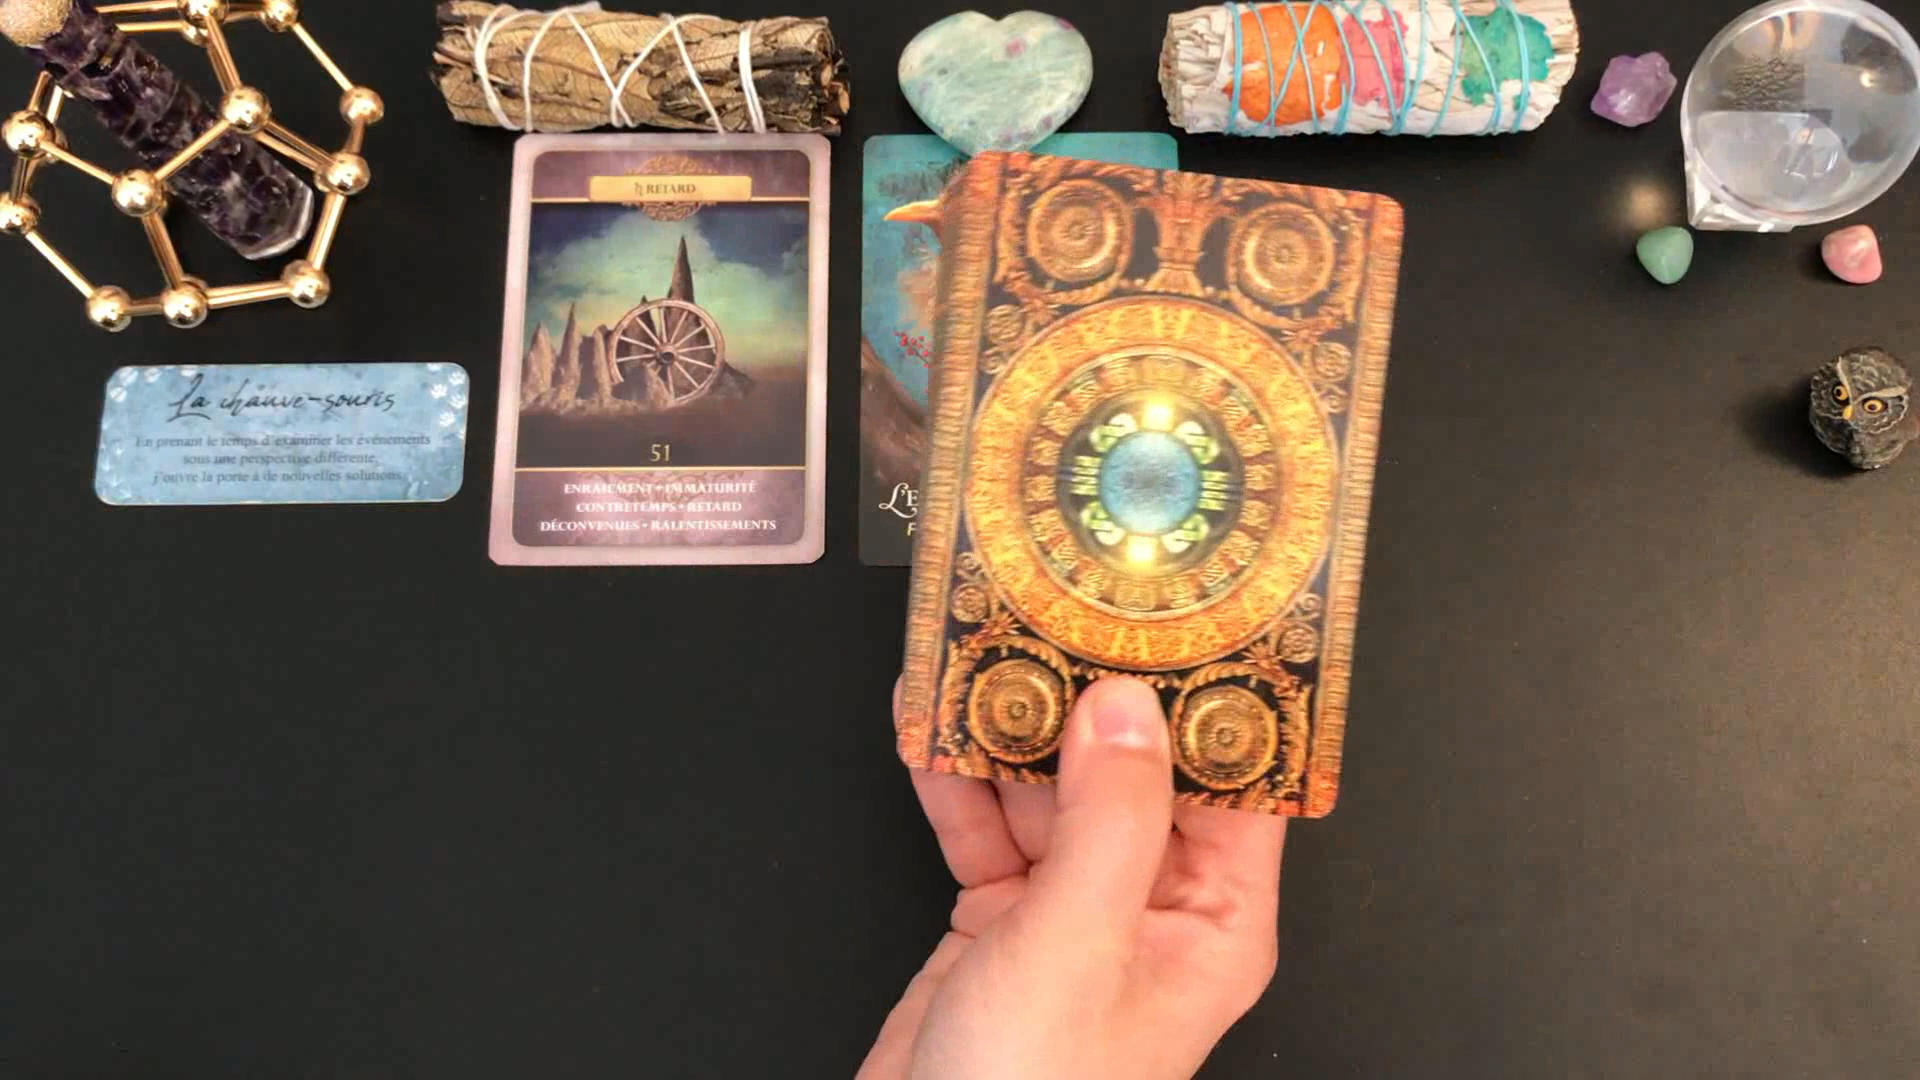 La chauve-souris
En prenant le temps d'examiner les événements
sous une perspective différente,
j'ouvre la porte à de nouvelles solutions.
♄ RETARD
51
ENRAIEMENT • IMMATURITÉ
CONTRETEMPS • RETARD
DÉCONVENUES • RALENTISSEMENTS